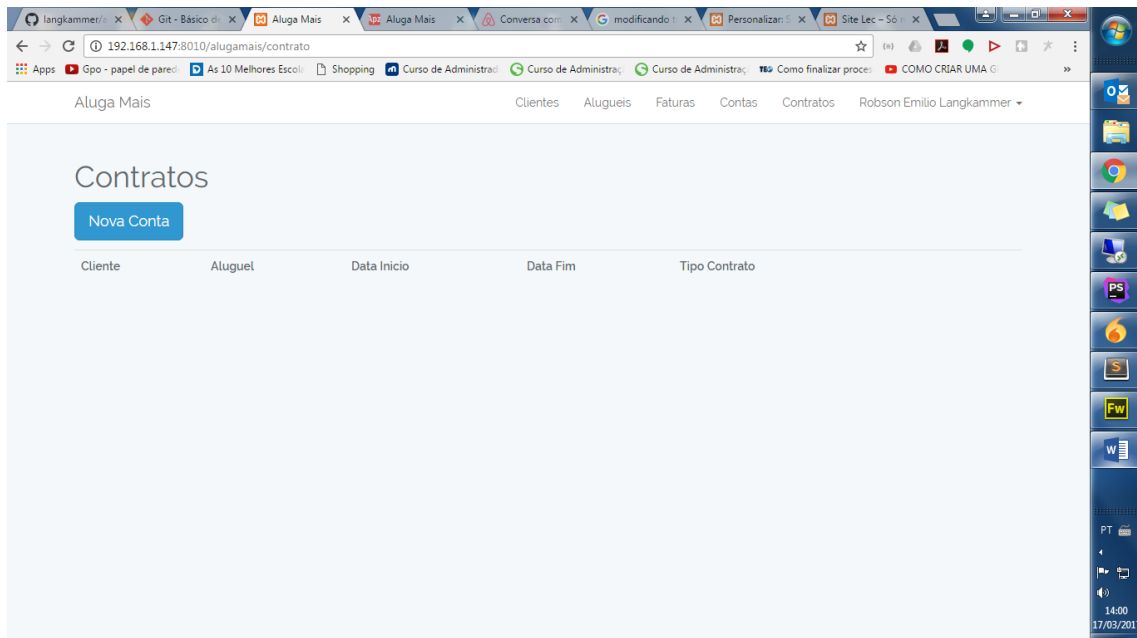 langkammer/a
Git - Básico de
Aluga Mais
Aluga Mais
Conversa com
modificando t
Personalizar: S
Site Lec – Só n
192.168.1.147:8010/alugamais/contrato
Apps
Gpo - papel de pared
As 10 Melhores Escol
Shopping
Curso de Administrad
Curso de Administraç
Curso de Administraç
Como finalizar proces
COMO CRIAR UMA G
»
Aluga Mais
Clientes
Alugueis
Faturas
Contas
Contratos
Robson Emilio Langkammer
Contratos
Nova Conta
Cliente
Aluguel
Data Inicio
Data Fim
Tipo Contrato
PS
S
Fw
W
PT
14:00
17/03/201